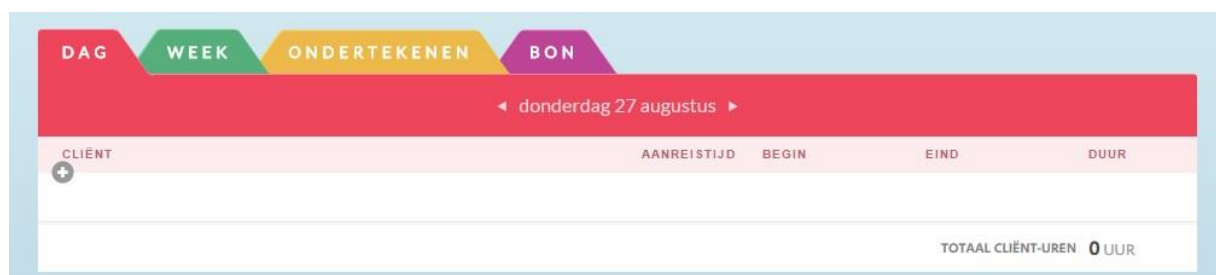 DAG WEEK ONDERTEKENEN BON
donderdag 27 augustus
CLIËNT AANREISTIJD BEGIN EIND DUUR
TOTAAL CLIËNT-UREN 0 UUR